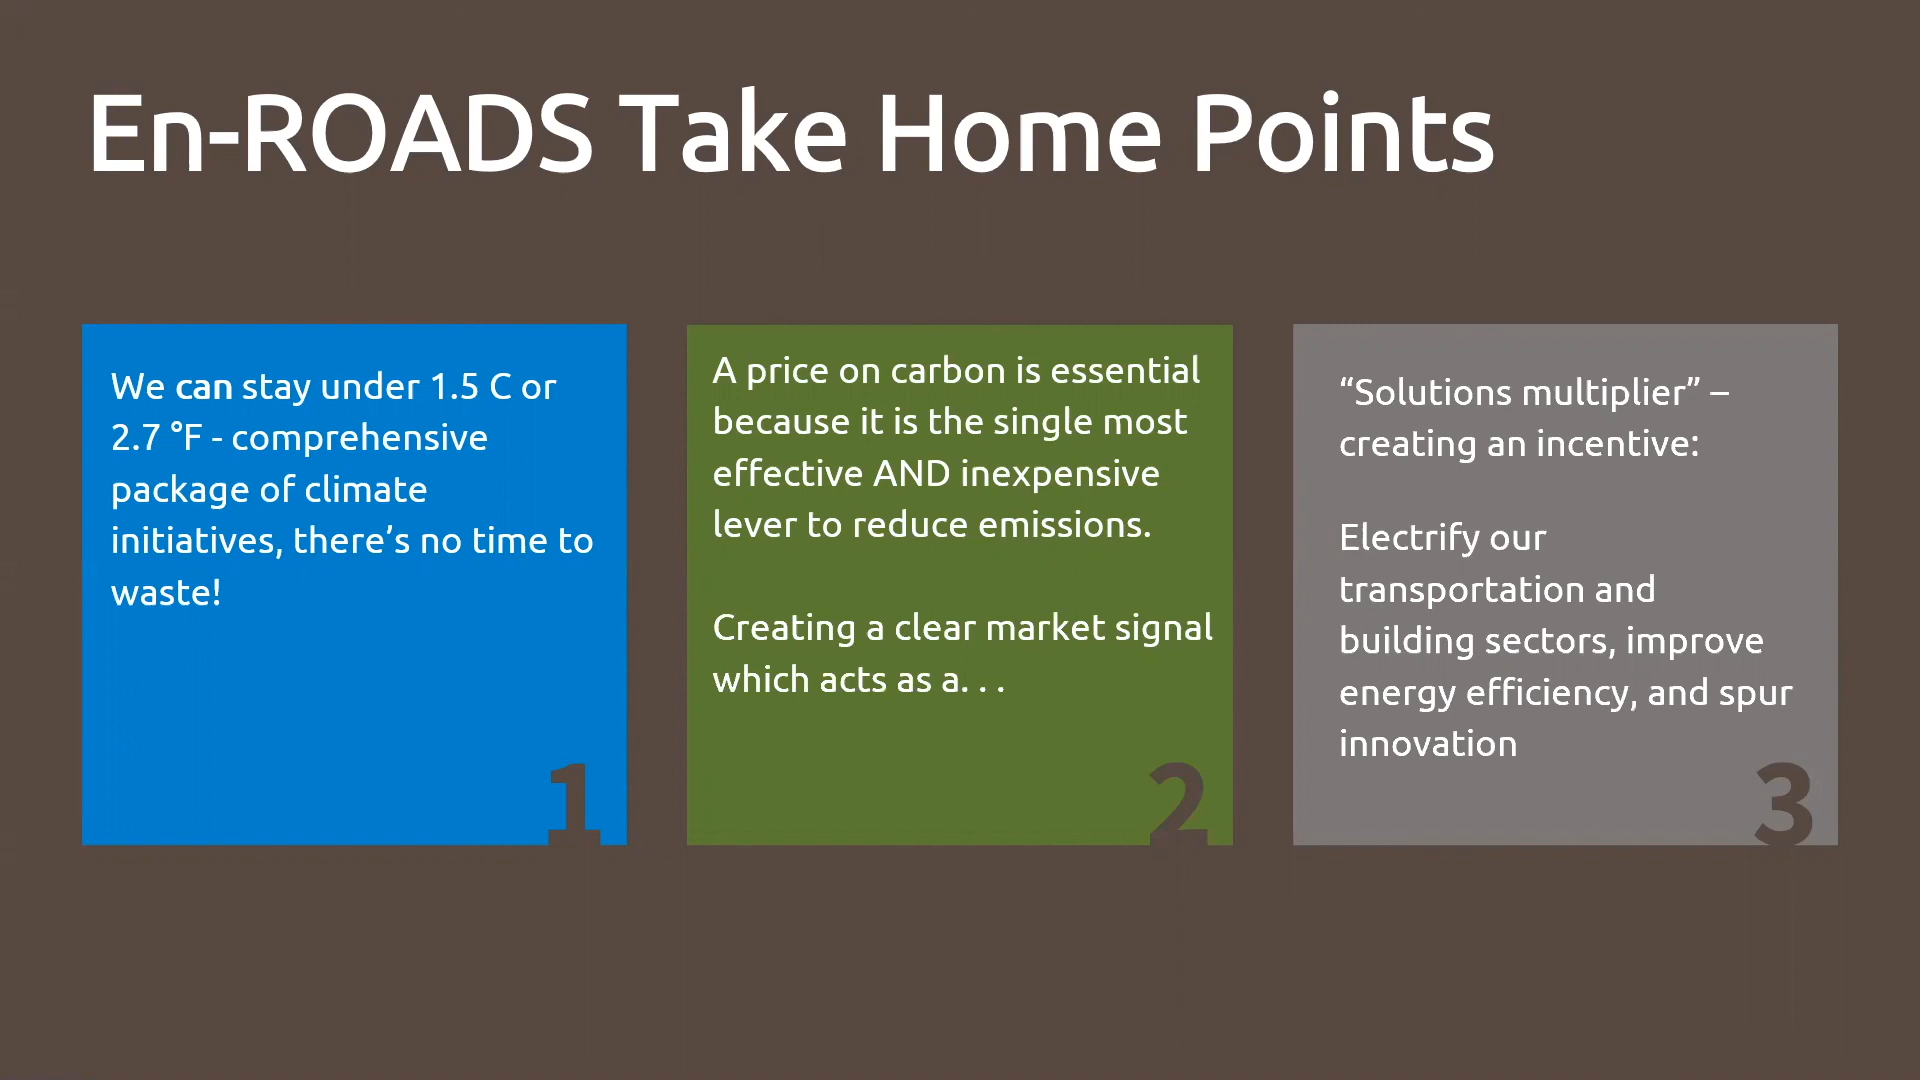 En-ROADS Take Home Points
We can stay under 1.5 C or
2.7 °F - comprehensive
package of climate
initiatives, there’s no time to
waste!
1
A price on carbon is essential
because it is the single most
effective AND inexpensive
lever to reduce emissions.
Creating a clear market signal
which acts as a. . .
2
“Solutions multiplier” –
creating an incentive:
Electrify our
transportation and
building sectors, improve
energy efficiency, and spur
innovation
3